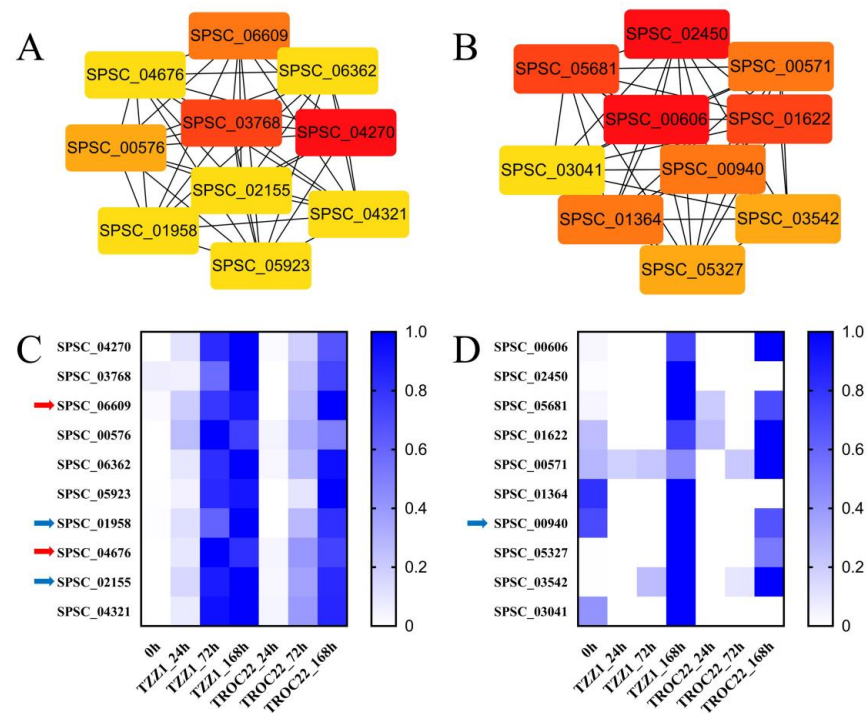 A
SPSC_06609
SPSC_04676
SPSC_06362
SPSC_03768
SPSC_04270
SPSC_00576
SPSC_02155
SPSC_04321
SPSC_01958
SPSC_05923
B
SPSC_02450
SPSC_05681
SPSC_00571
SPSC_00606
SPSC_01622
SPSC_03041
SPSC_00940
SPSC_01364
SPSC_03542
SPSC_05327
C
SPSC_04270
SPSC_03768
SPSC_06609
SPSC_00576
SPSC_06362
SPSC_05923
SPSC_01958
SPSC_04676
SPSC_02155
SPSC_04321
0h
TZZ1_24h
TZZ1_72h
TZZ1_168h
TROC22_24h
TROC22_72h
TROC22_168h
1.0
0.8
0.6
0.4
0.2
0
D
SPSC_00606
SPSC_02450
SPSC_05681
SPSC_01622
SPSC_00571
SPSC_01364
SPSC_00940
SPSC_05327
SPSC_03542
SPSC_03041
0h
TZZ1_24h
TZZ1_72h
TZZ1_168h
TROC22_24h
TROC22_72h
TROC22_168h
1.0
0.8
0.6
0.4
0.2
0